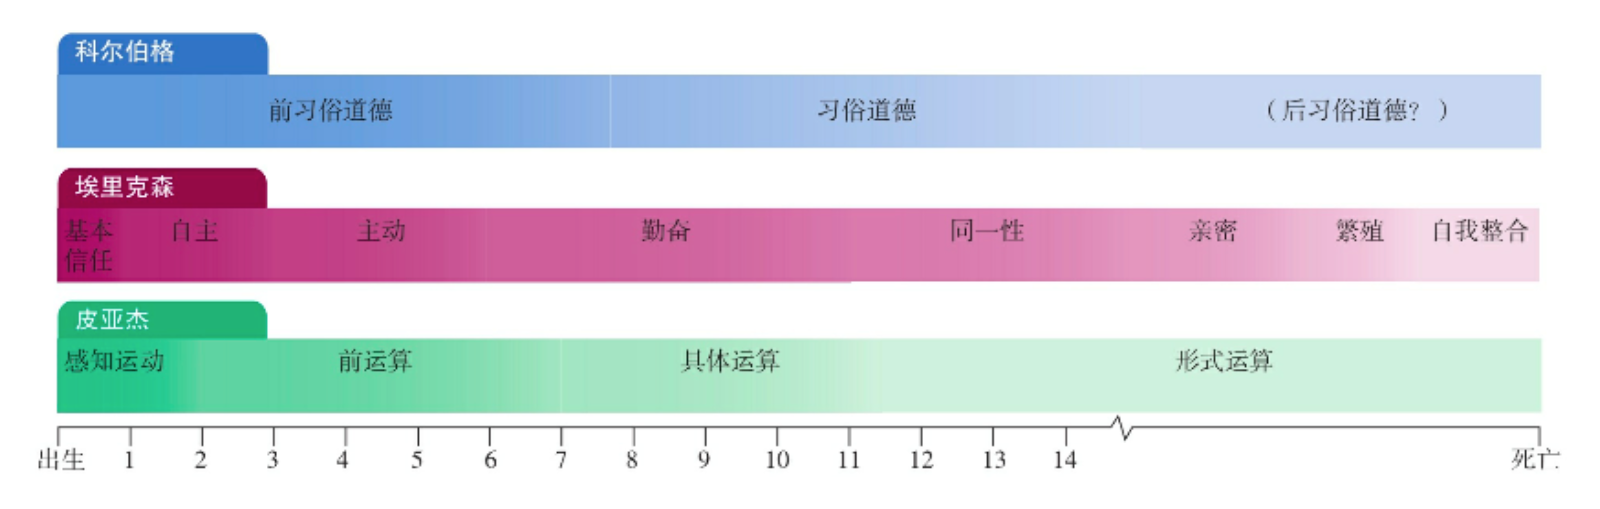 科尔伯格
前习俗道德 习俗道德 （后习俗道德？）
埃里克森
基本 自主 主动 勤奋 同一性 亲密 繁殖 自我整合
信任
皮亚杰
感知运动 前运算 具体运算 形式运算
出生 1 2 3 4 5 6 7 8 9 10 11 12 13 14 死亡